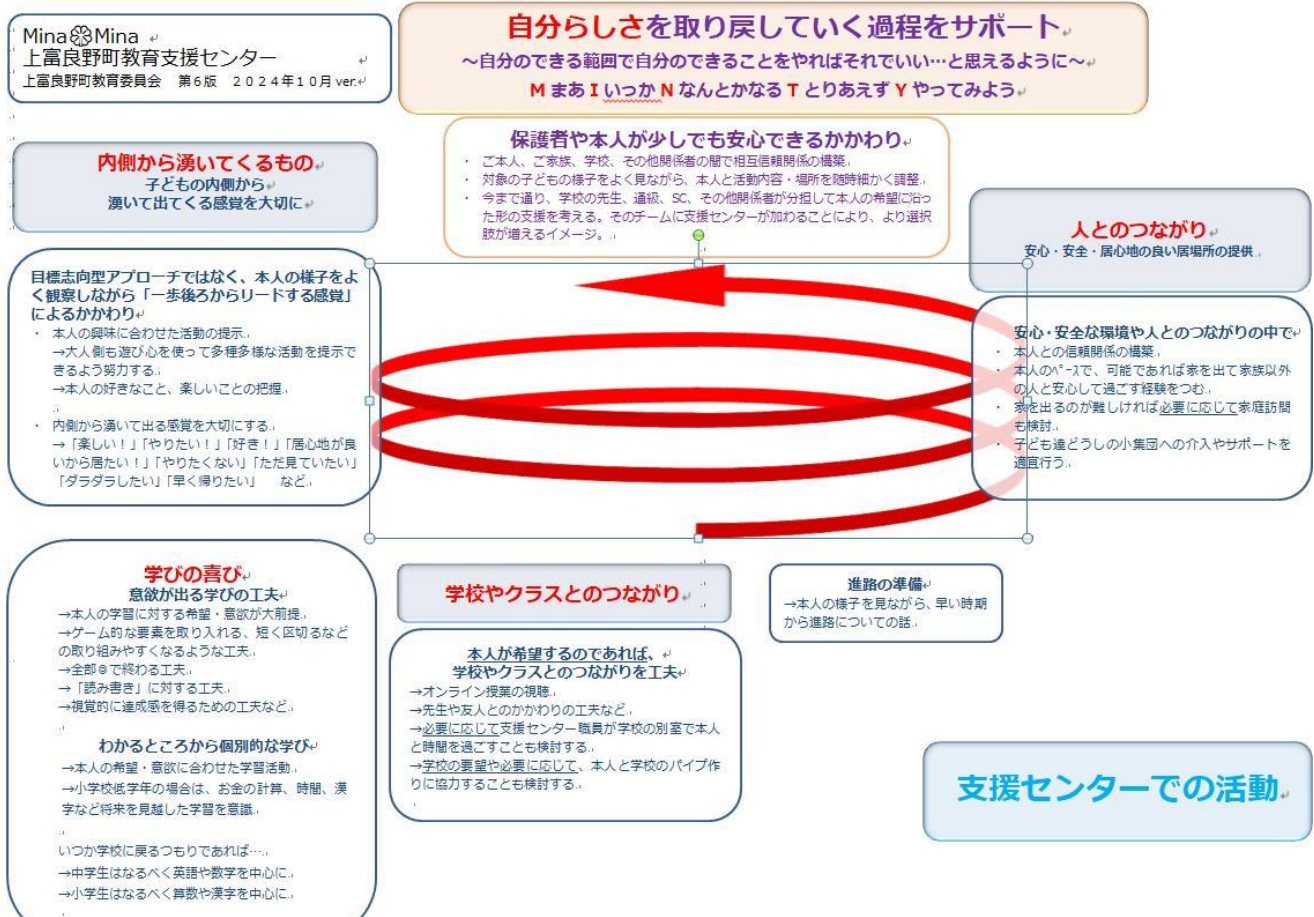 Mina🏵Mina
上富良野町教育支援センター
上富良野町教育委員会　第6版　2024年10月ver.
自分らしさを取り戻していく過程をサポート
～自分のできる範囲で自分のできることをやればそれでいい…と思えるように～
M まあ I いっか N なんとかなる T とりあえず Y やってみよう
保護者や本人が少しでも安心できるかかわり
・ ご本人、ご家族、学校、その他関係者の間で相互信頼関係の構築
・ 対象の子どもの様子をよく見ながら、本人と活動内容・場所を随時細かく調整
・ 今まで通り、学校の先生、通級、SC、その他関係者が分担して本人の希望に沿っ
た形の支援を考える。そのチームに支援センターが加わることにより、より選択
肢が増えるイメージ。
内側から湧いてくるもの
子どもの内側から
湧いて出てくる感覚を大切に
目標志向型アプローチではなく、本人の様子をよ
く観察しながら「一歩後ろからリードする感覚」
によるかかわり
・ 本人の興味に合わせた活動の提示
→大人側も遊び心を使って多種多様な活動を提示で
きるよう努力する
→本人の好きなこと、楽しいことの把握
・ 内側から湧いて出る感覚を大切にする
→「楽しい！」「やりたい！」「好き！」「居心地が良
いから居たい！」「やりたくない」「ただ見ていたい」
「ダラダラしたい」「早く帰りたい」　など
人とのつながり
安心・安全・居心地の良い居場所の提供
安心・安全な環境や人とのつながりの中で
・ 本人との信頼関係の構築
・ 本人のﾍﾟｰｽで、可能であれば家を出て家族以外
の人と安心して過ごす経験をつむ
・ 家を出るのが難しければ必要に応じて家庭訪問
も検討
・ 子ども達どうしの小集団への介入やサポートを
適宜行う
学びの喜び
意欲が出る学びの工夫
→本人の学習に対する希望・意欲が大前提
→ゲーム的な要素を取り入れる、短く区切るなど
の取り組みやすくなるような工夫
→全部◎で終わる工夫
→「読み書き」に対する工夫
→視覚的に達成感を得るための工夫など
わかるところから個別的な学び
→本人の希望・意欲に合わせた学習活動
→小学校低学年の場合は、お金の計算、時間、漢
字など将来を見越した学習を意識
いつか学校に戻るつもりであれば…
→中学生はなるべく英語や数学を中心に
→小学生はなるべく算数や漢字を中心に
学校やクラスとのつながり
本人が希望するのであれば、
学校やクラスとのつながりを工夫
→オンライン授業の視聴
→先生や友人とのかかわりの工夫など
→必要に応じて支援センター職員が学校の別室で本人
と時間を過ごすことも検討する
→学校の要望や必要に応じて、本人と学校のパイプ作
りに協力することも検討する
進路の準備
→本人の様子を見ながら、早い時期
から進路についての話
支援センターでの活動